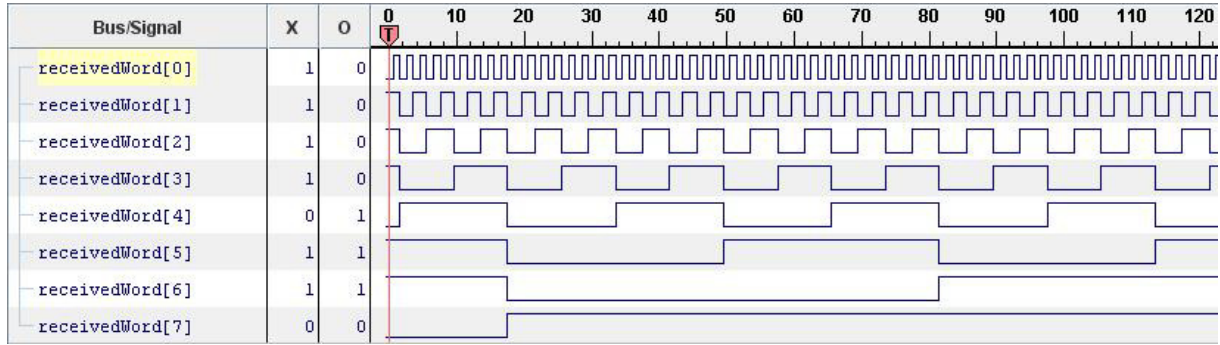 Bus/Signal X O 0 10 20 30 40 50 60 70 80 90 100 110 120
T
receivedWord[0] 1 0
receivedWord[1] 1 0
receivedWord[2] 1 0
receivedWord[3] 1 0
receivedWord[4] 0 1
receivedWord[5] 1 1
receivedWord[6] 1 1
receivedWord[7] 0 0